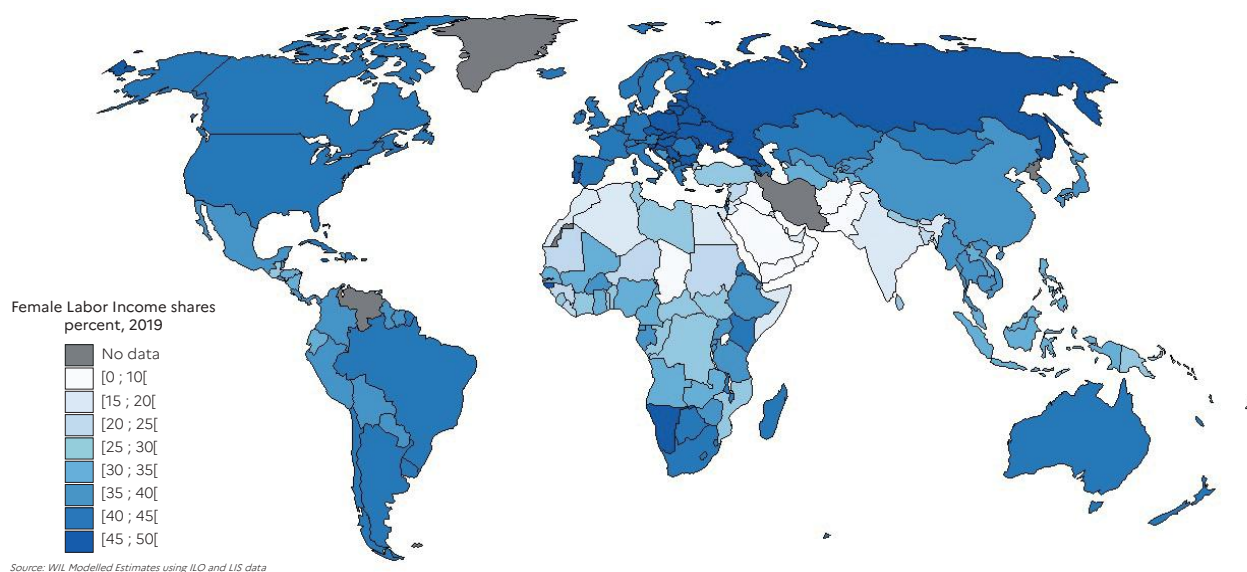 Female Labor Income shares
percent, 2019
No data
[0 ; 10[
[15 ; 20[
[20 ; 25[
[25 ; 30[
[30 ; 35[
[35 ; 40[
[40 ; 45[
[45 ; 50[
Source: WIL Modelled Estimates using ILO and LIS data